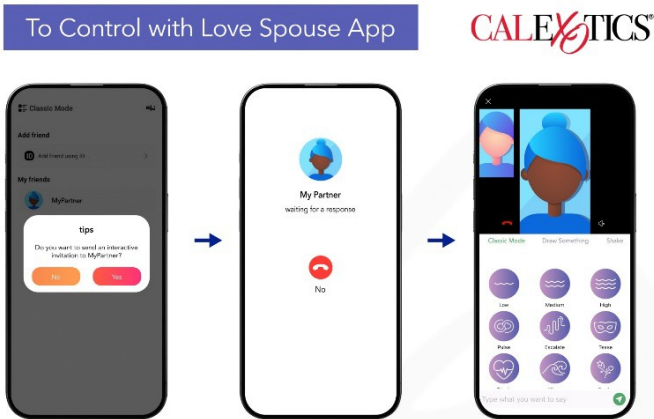 To Control with Love Spouse App
CALEXOTICS®
Classic Mode
Add friend
Add friend using ID
My friends
MyPartner
tips
Do you want to send an interactive
invitation to MyPartner?
No
Yes
My Partner
waiting for a response
No
Classic Mode
Draw Something
Shake
Low
Medium
High
Pulse
Escalate
Tease
Type what you want to say